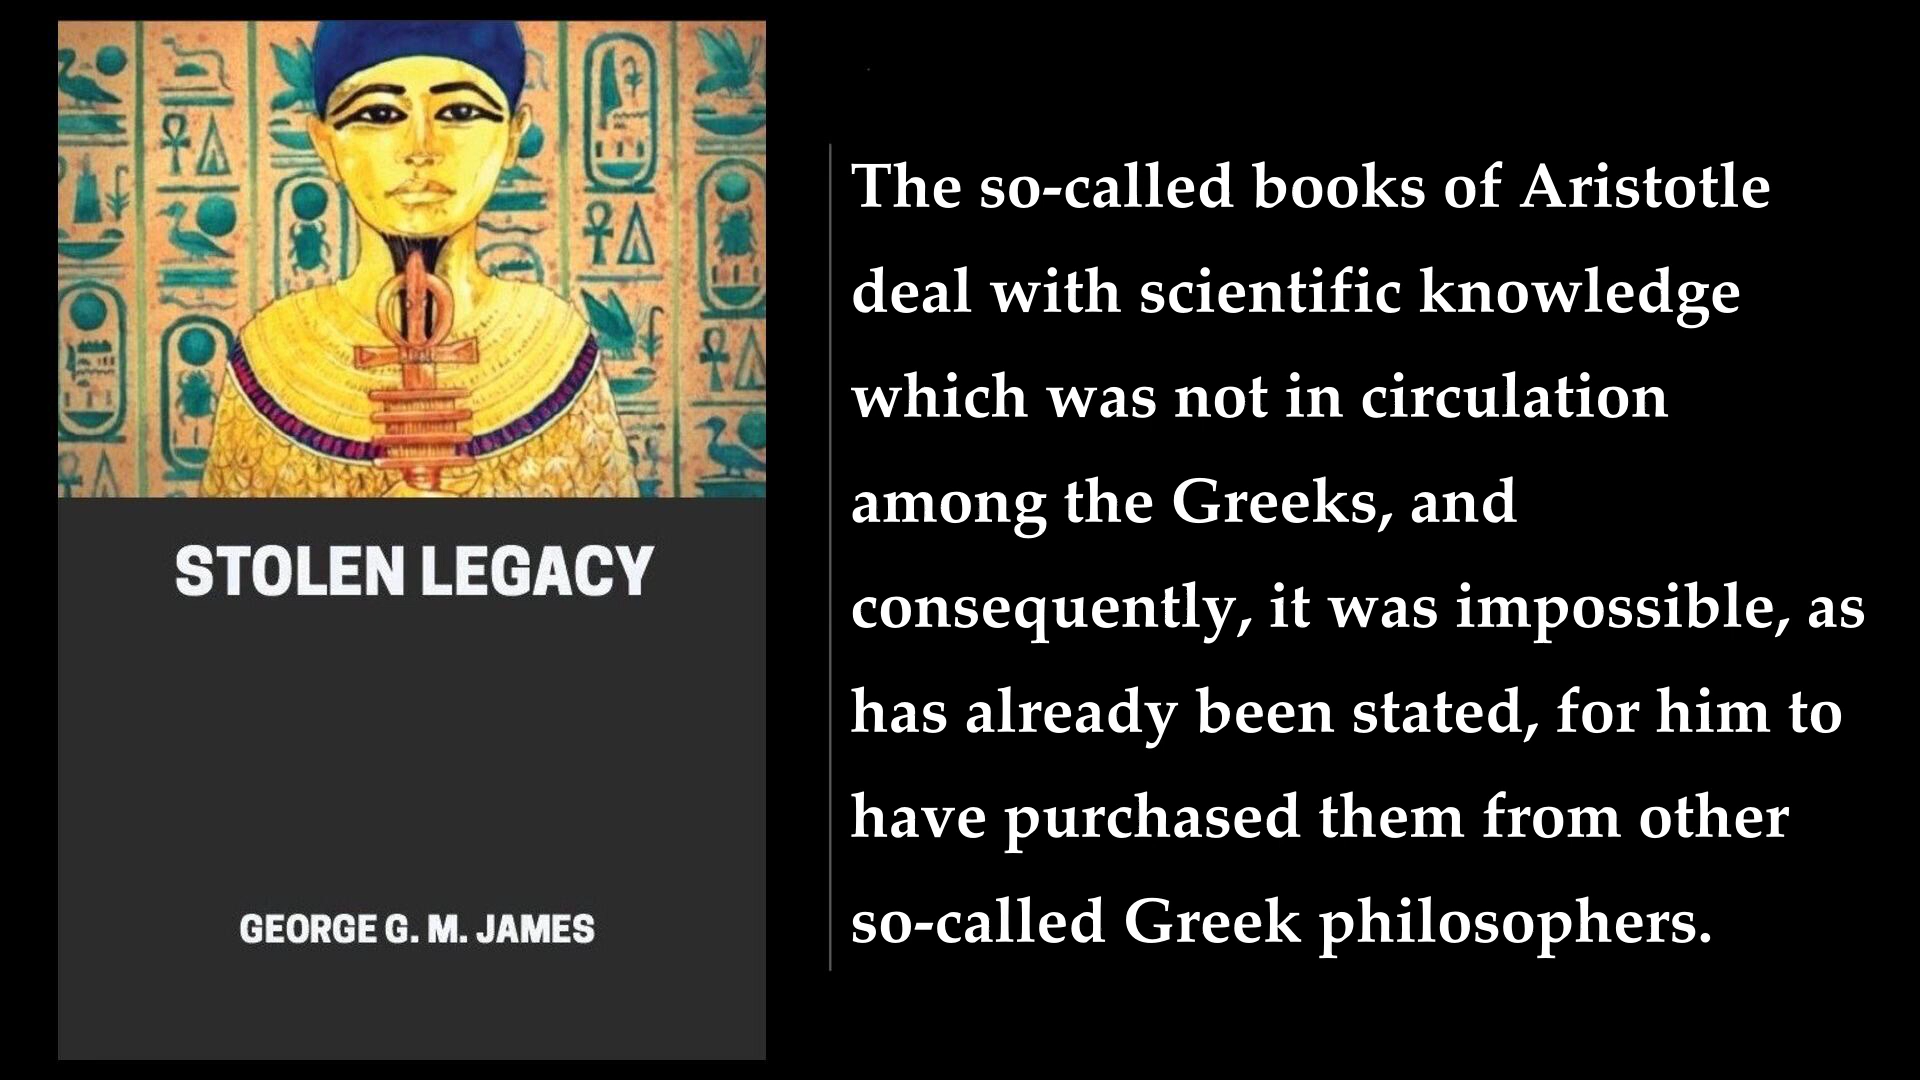 STOLEN LEGACY
GEORGE G. M. JAMES
The so-called books of Aristotle
deal with scientific knowledge
which was not in circulation
among the Greeks, and
consequently, it was impossible, as
has already been stated, for him to
have purchased them from other
so-called Greek philosophers.